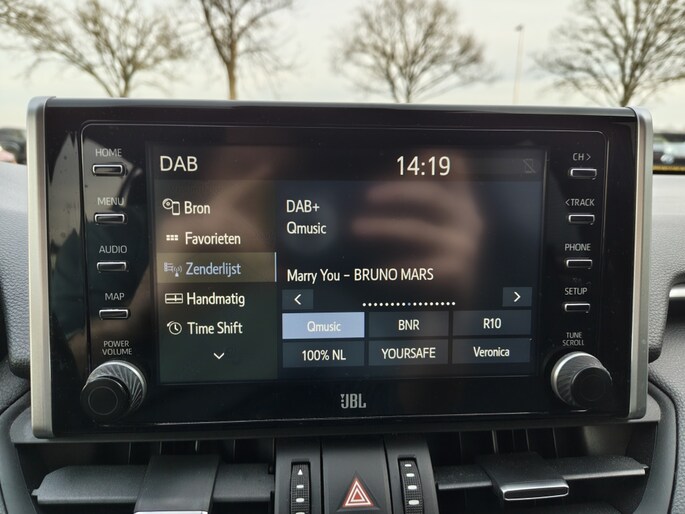 DAB 14:19
HOME
MENU
AUDIO
MAP
POWER
VOLUME
Bron
Favorieten
Zenderlijst
Handmatig
Time Shift
DAB+
Qmusic
Marry You – BRUNO MARS
< >
Qmusic BNR R10
100% NL YOURSAFE Veronica
CH >
< TRACK
PHONE
SETUP
TUNE
SCROLL
JBL